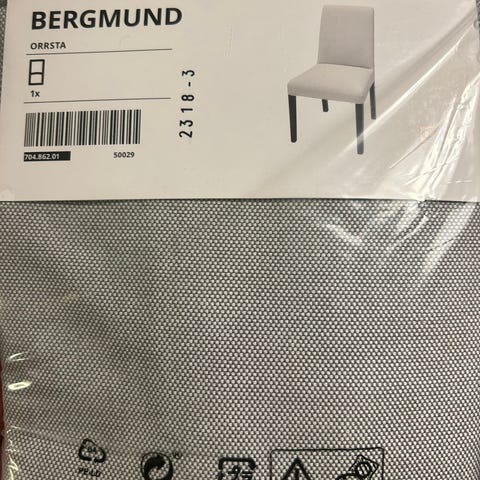 BERGMUND
ORRSTA
1x
2318-3
704.862.01 50029